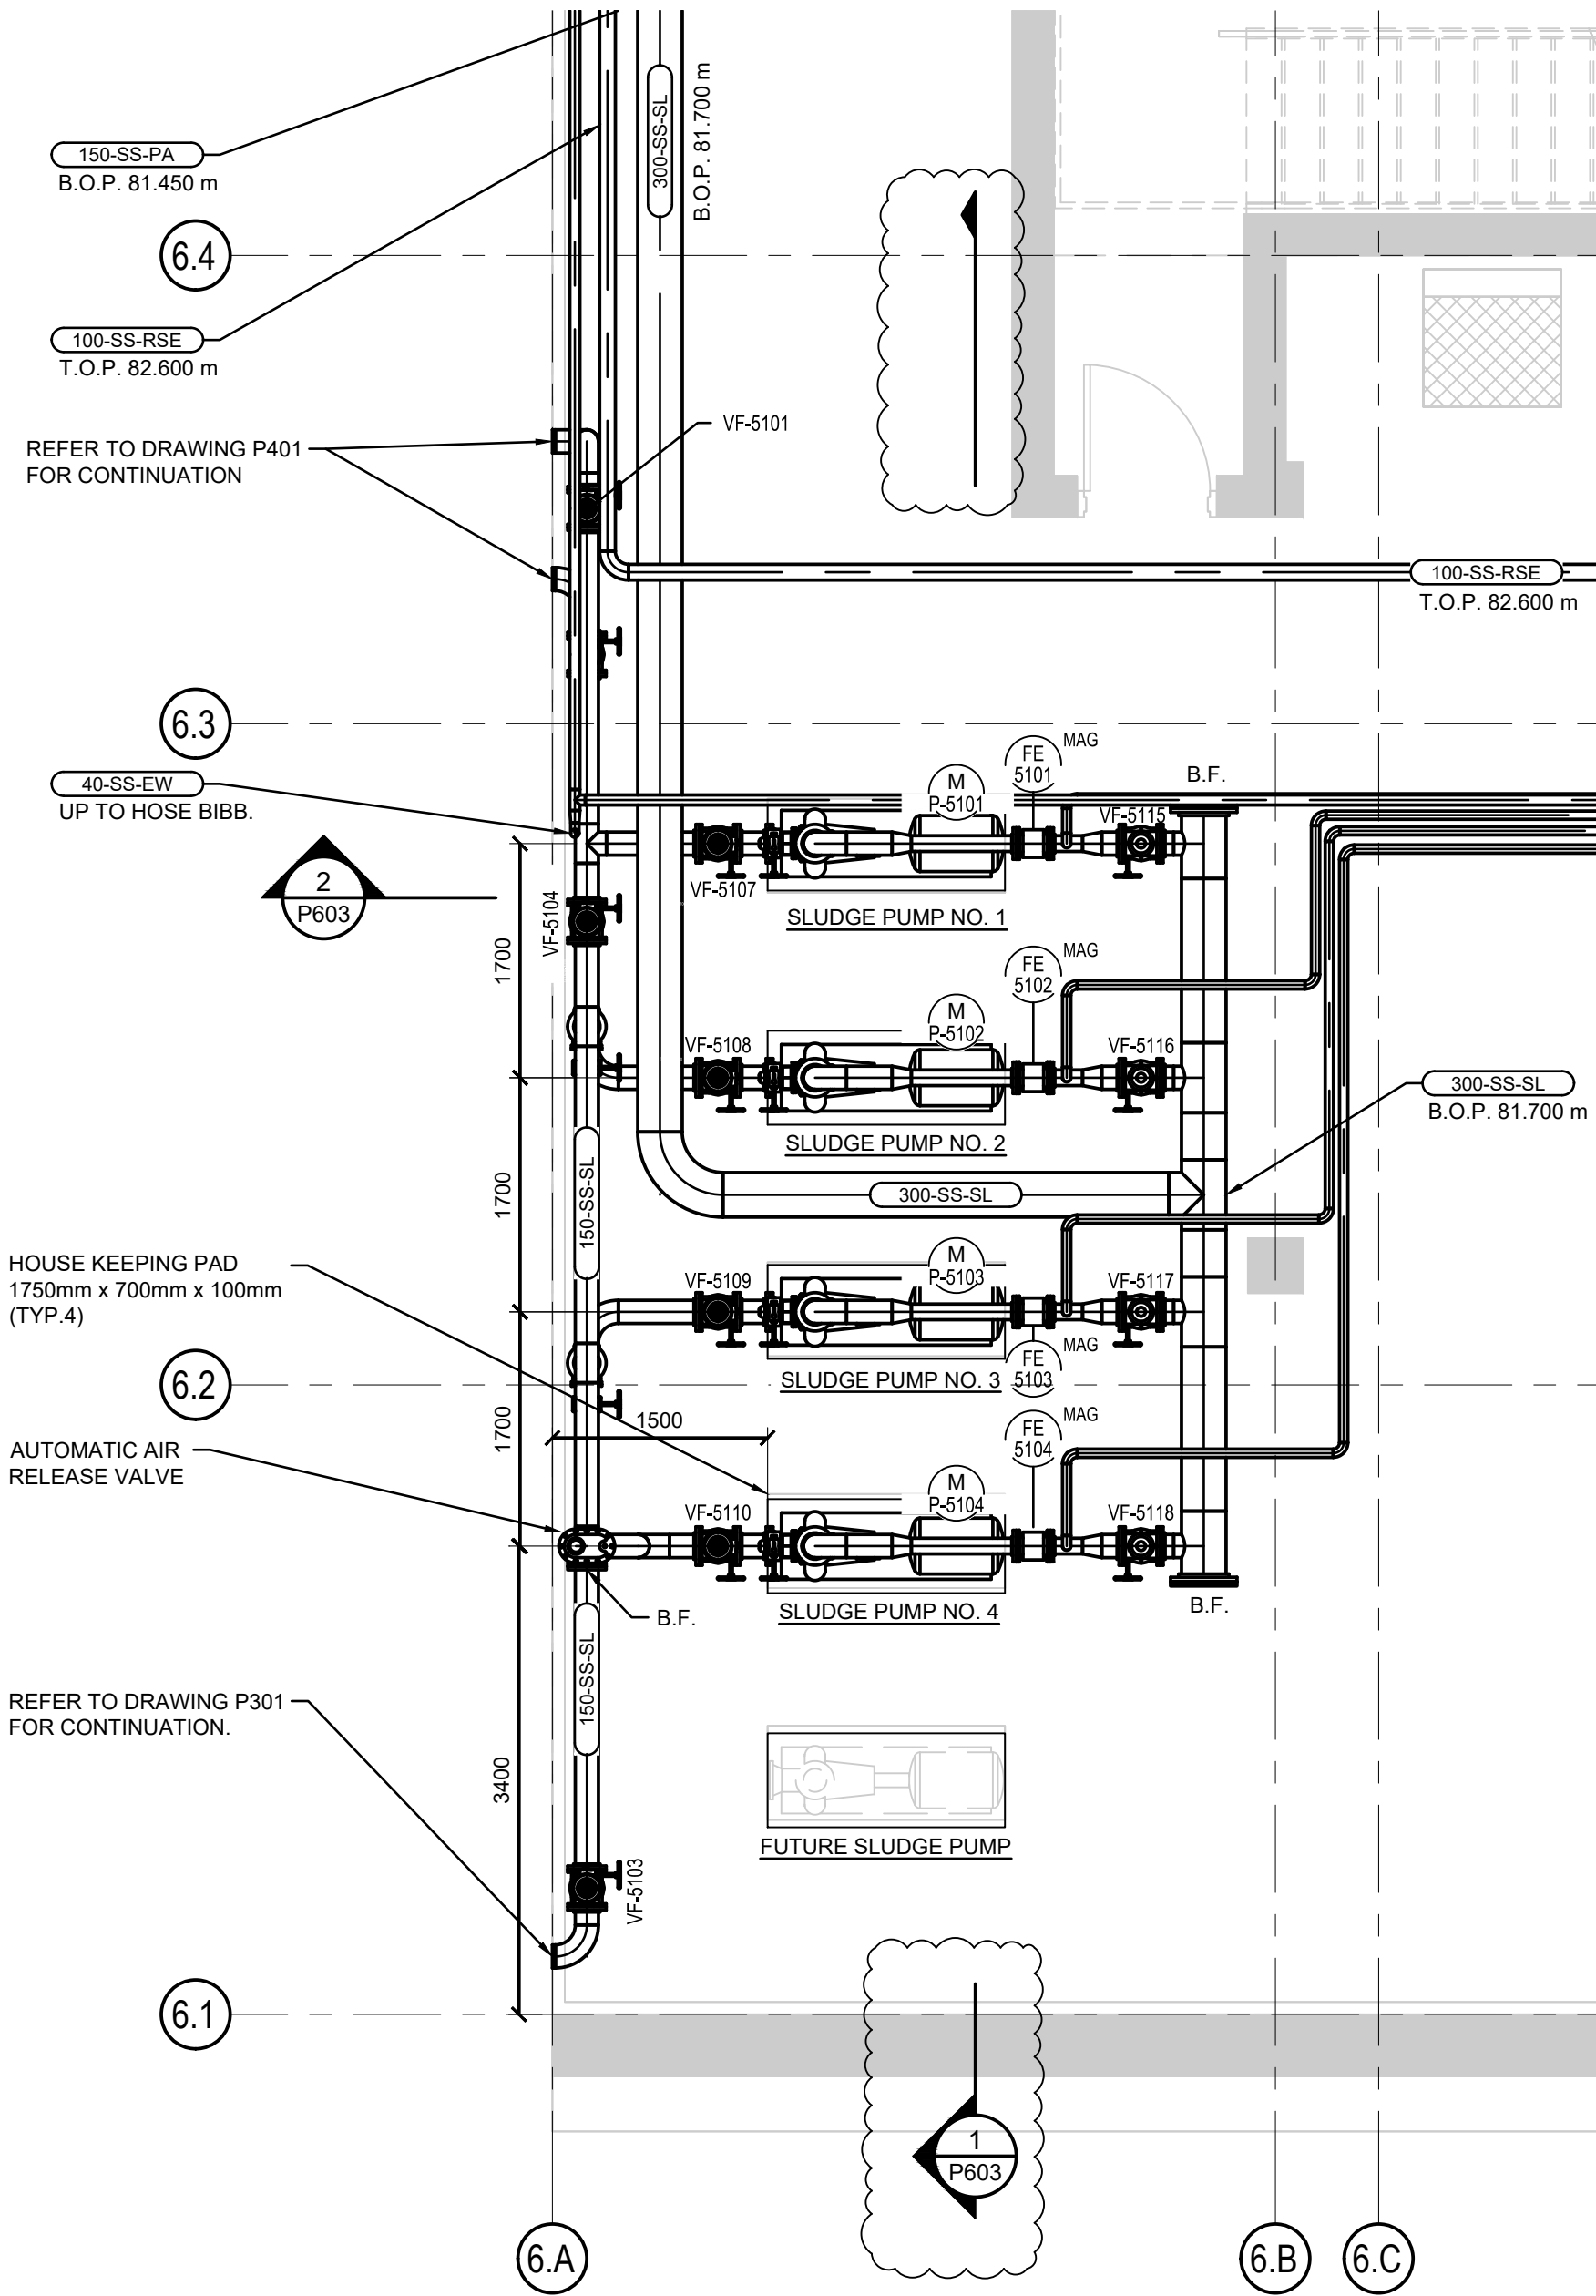 300-SS-SL
B.O.P. 81.700 m
150-SS-PA
B.O.P. 81.450 m
6.4
100-SS-RSE
T.O.P. 82.600 m
VF-5101
REFER TO DRAWING P401
FOR CONTINUATION
100-SS-RSE
T.O.P. 82.600 m
6.3
40-SS-EW
UP TO HOSE BIBB.
2
P603
FE
5101
MAG
M
P-5101
B.F.
VF-5115
VF-5107
VF-5104
SLUDGE PUMP NO. 1
1700
FE
5102
MAG
M
P-5102
VF-5108
VF-5116
300-SS-SL
B.O.P. 81.700 m
SLUDGE PUMP NO. 2
150-SS-SL
1700
300-SS-SL
HOUSE KEEPING PAD
1750mm x 700mm x 100mm
(TYP.4)
M
P-5103
VF-5109
VF-5117
FE
5103
MAG
SLUDGE PUMP NO. 3
6.2
1700
1500
AUTOMATIC AIR
RELEASE VALVE
FE
5104
MAG
M
P-5104
VF-5110
VF-5118
B.F.
B.F.
SLUDGE PUMP NO. 4
150-SS-SL
REFER TO DRAWING P301
FOR CONTINUATION.
3400
FUTURE SLUDGE PUMP
VF-5103
6.1
1
P603
6.A
6.B
6.C